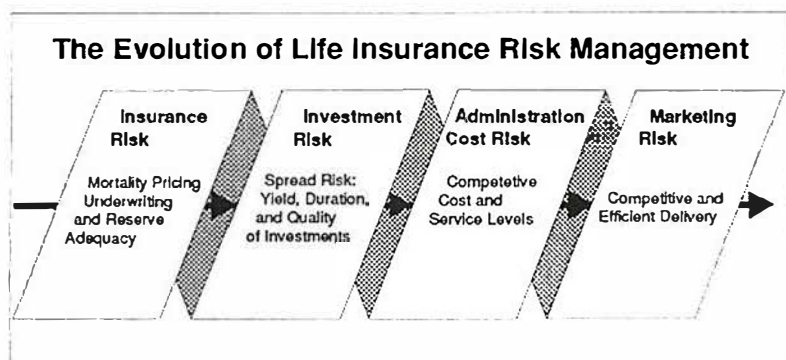 The Evolution of Life Insurance Risk Management
Insurance
Risk
Mortality Pricing
Underwriting
and Reserve
Adequacy
Investment
Risk
Spread Risk:
Yield, Duration,
and Quality
of Investments
Administration
Cost Risk
Competetive
Cost and
Service Levels
Marketing
Risk
Competitive and
Efficient Delivery